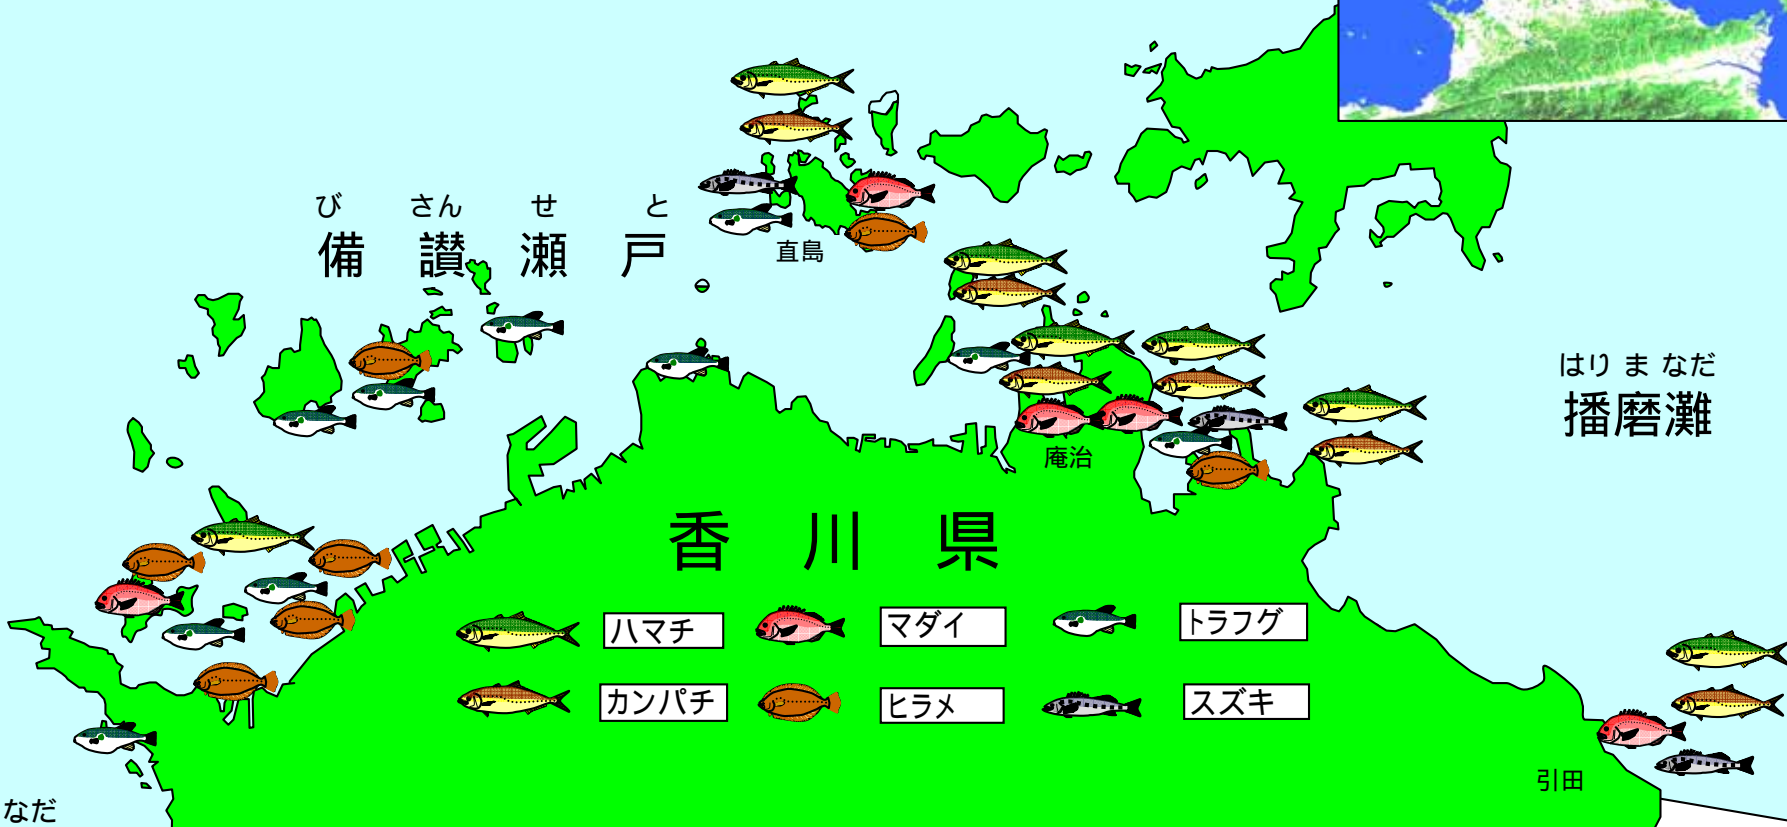 び さん せ と
備 讃 瀬 戸
直島
はり ま なだ
播磨灘
庵治
香 川 県
ハマチ マダイ トラフグ
カンパチ ヒラメ スズキ
引田
なだ